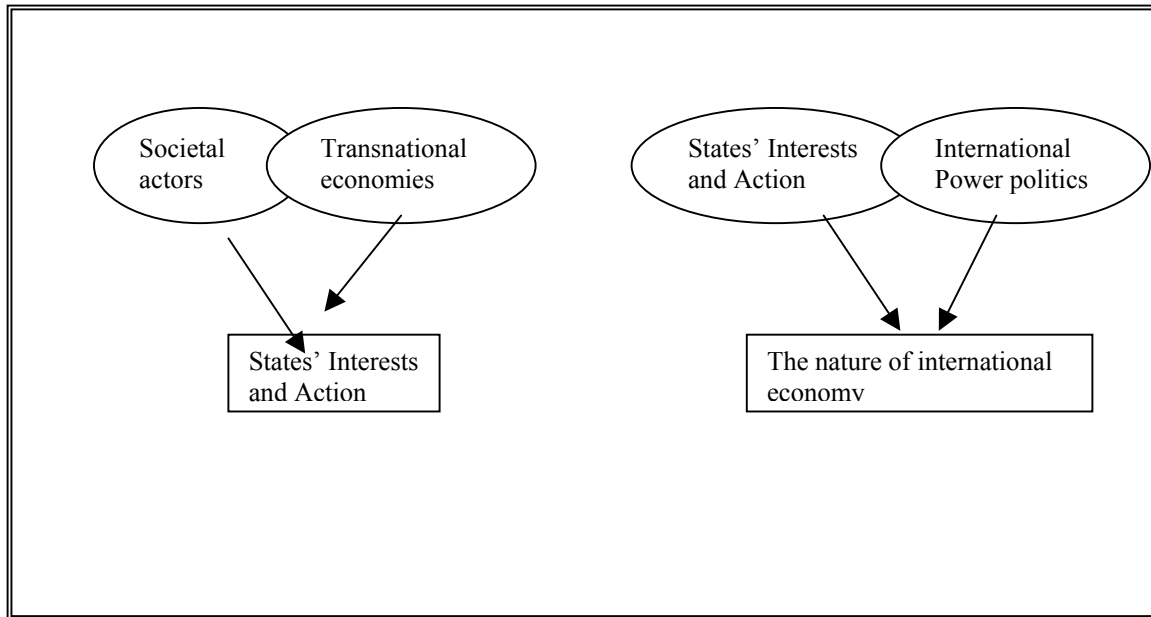 Societal
actors
Transnational
economies
States’ Interests
and Action
International
Power politics
States’ Interests
and Action
The nature of international
economy